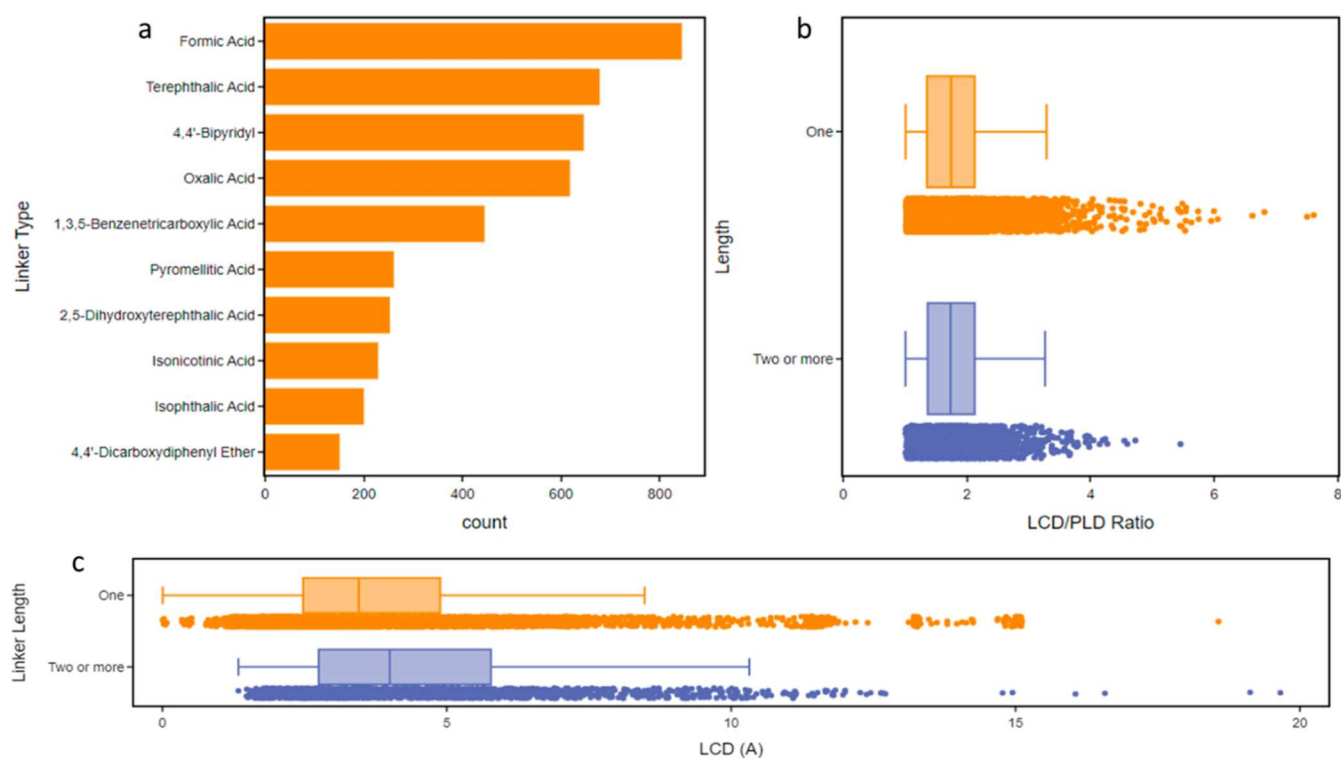 a
Linker Type
Formic Acid
Terephthalic Acid
4,4'-Bipyridyl
Oxalic Acid
1,3,5-Benzenetricarboxylic Acid
Pyromellitic Acid
2,5-Dihydroxyterephthalic Acid
Isonicotinic Acid
Isophthalic Acid
4,4'-Dicarboxydiphenyl Ether
0 200 400 600 800
count
b
Length
One
Two or more
0 2 4 6 8
LCD/PLD Ratio
c
Linker Length
One
Two or more
0 5 10 15 20
LCD (A)